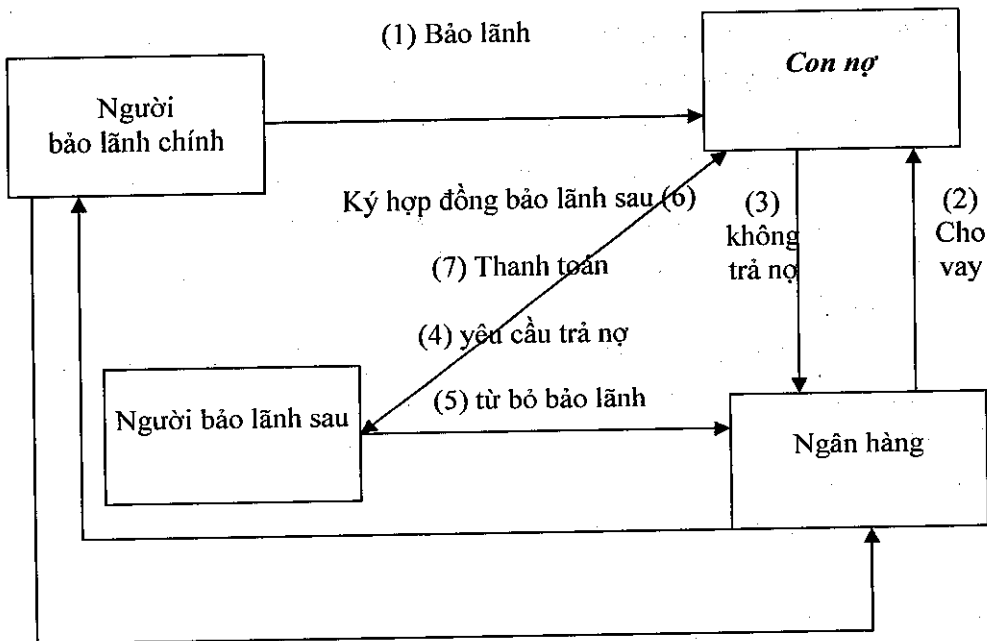 (1) Bảo lãnh
Con nợ
Người
bảo lãnh chính
Ký hợp đồng bảo lãnh sau (6)
(3)
không
trả nợ
(2)
Cho
vay
(7) Thanh toán
(4) yêu cầu trả nợ
(5) từ bỏ bảo lãnh
Người bảo lãnh sau
Ngân hàng